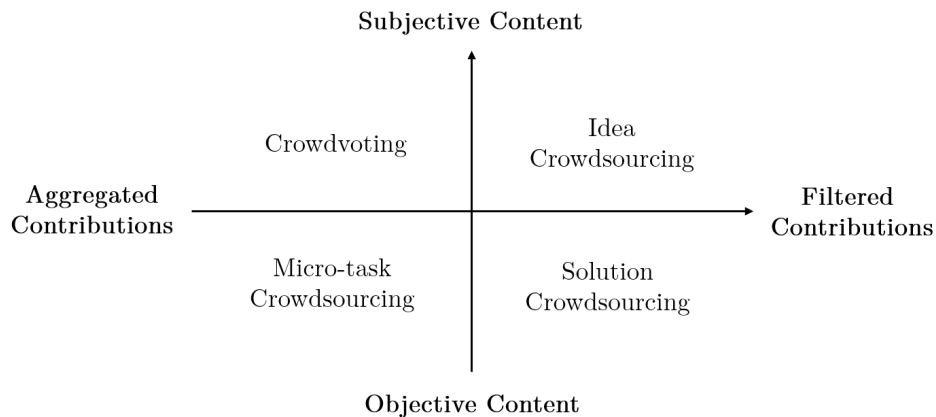 Subjective Content
Crowdvoting
Idea
Crowdsourcing
Aggregated
Contributions
Filtered
Contributions
Micro-task
Crowdsourcing
Solution
Crowdsourcing
Objective Content